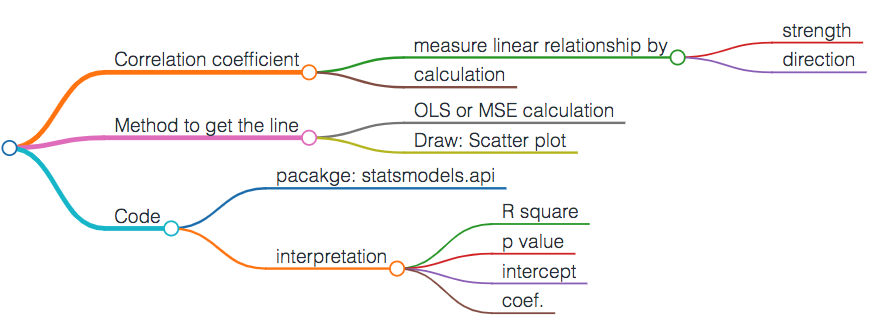 Correlation coefficient
measure linear relationship by
strength
direction
calculation
Method to get the line
OLS or MSE calculation
Draw: Scatter plot
Code
pacakge: statsmodels.api
interpretation
R square
p value
intercept
coef.